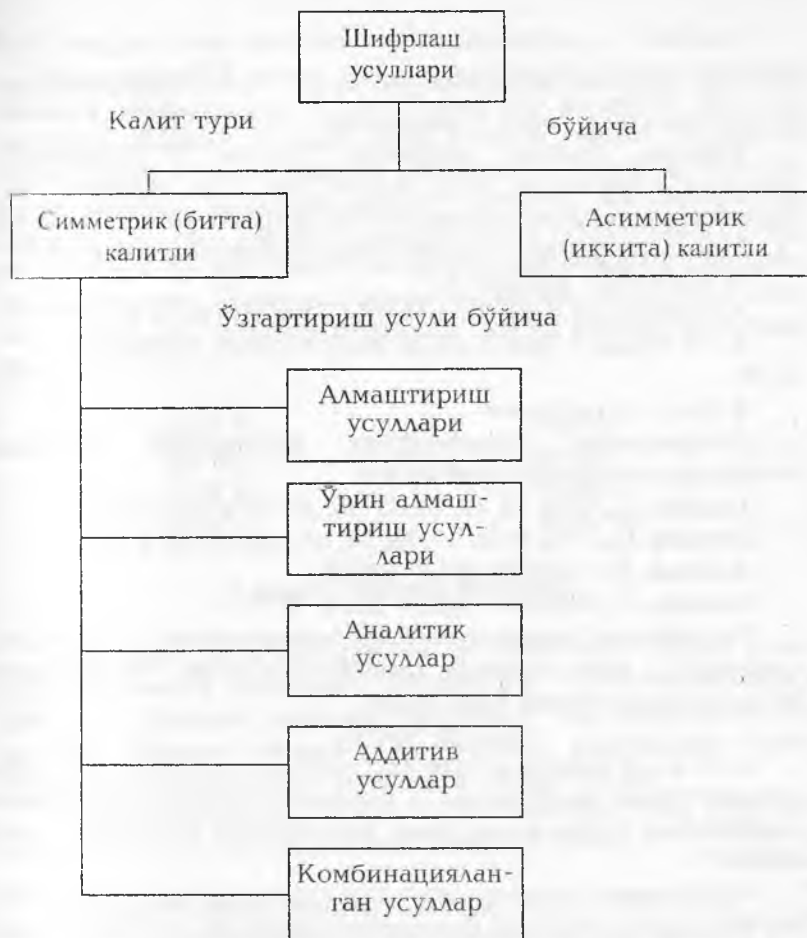 Шифрлаш
усуллари
Калит тури бўйича
Симметрик (битта)
калитли
Асимметрик
(иккита) калитли
Ўзгартириш усули бўйича
Алмаштириш
усуллари
Ўрин алмаш-
тириш усул-
лари
Аналитик
усуллар
Аддитив
усуллар
Комбинациялан-
ган усуллар